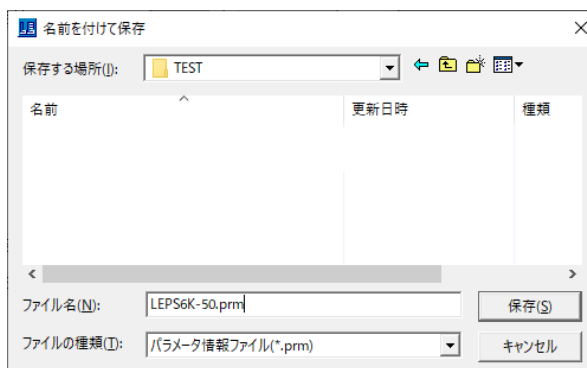 名前を付けて保存
保存する場所(I): TEST
名前 更新日時 種類
ファイル名(N): LEPS6K-50.prm 保存(S)
ファイルの種類(T): パラメータ情報ファイル(*.prm) キャンセル